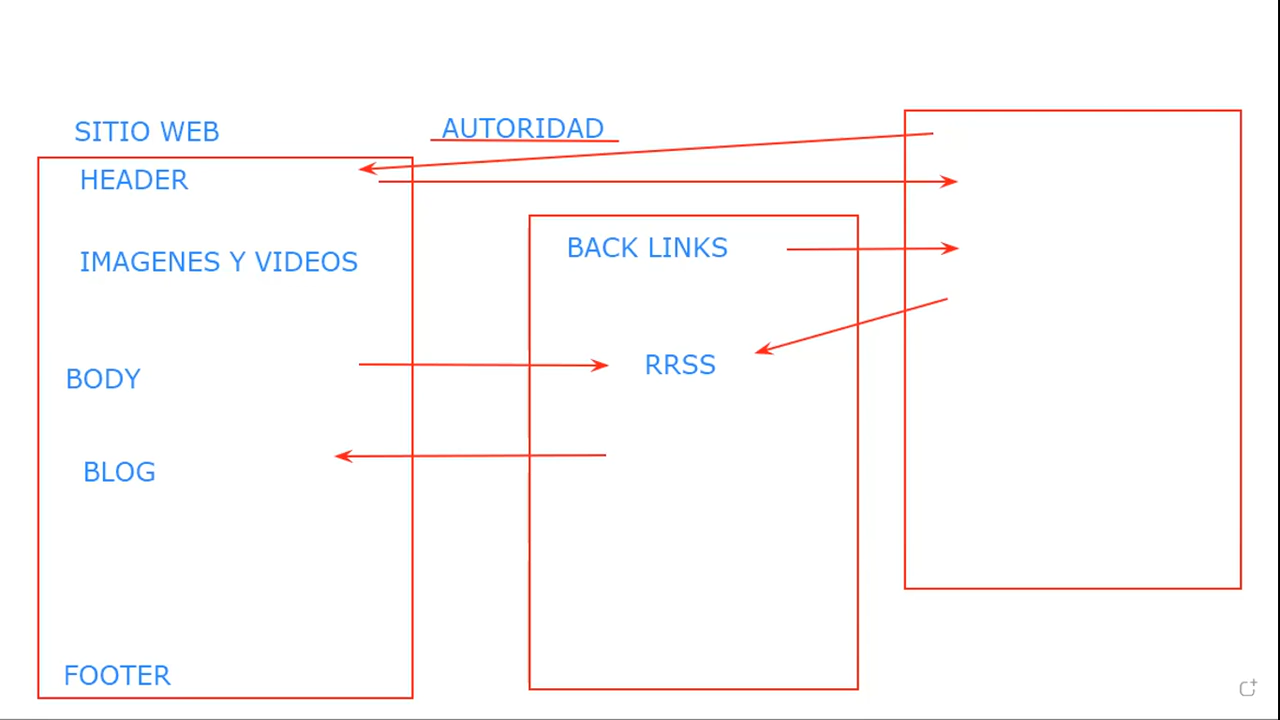 SITIO WEB
AUTORIDAD
HEADER
IMAGENES Y VIDEOS
BODY
BLOG
FOOTER
BACK LINKS
RRSS